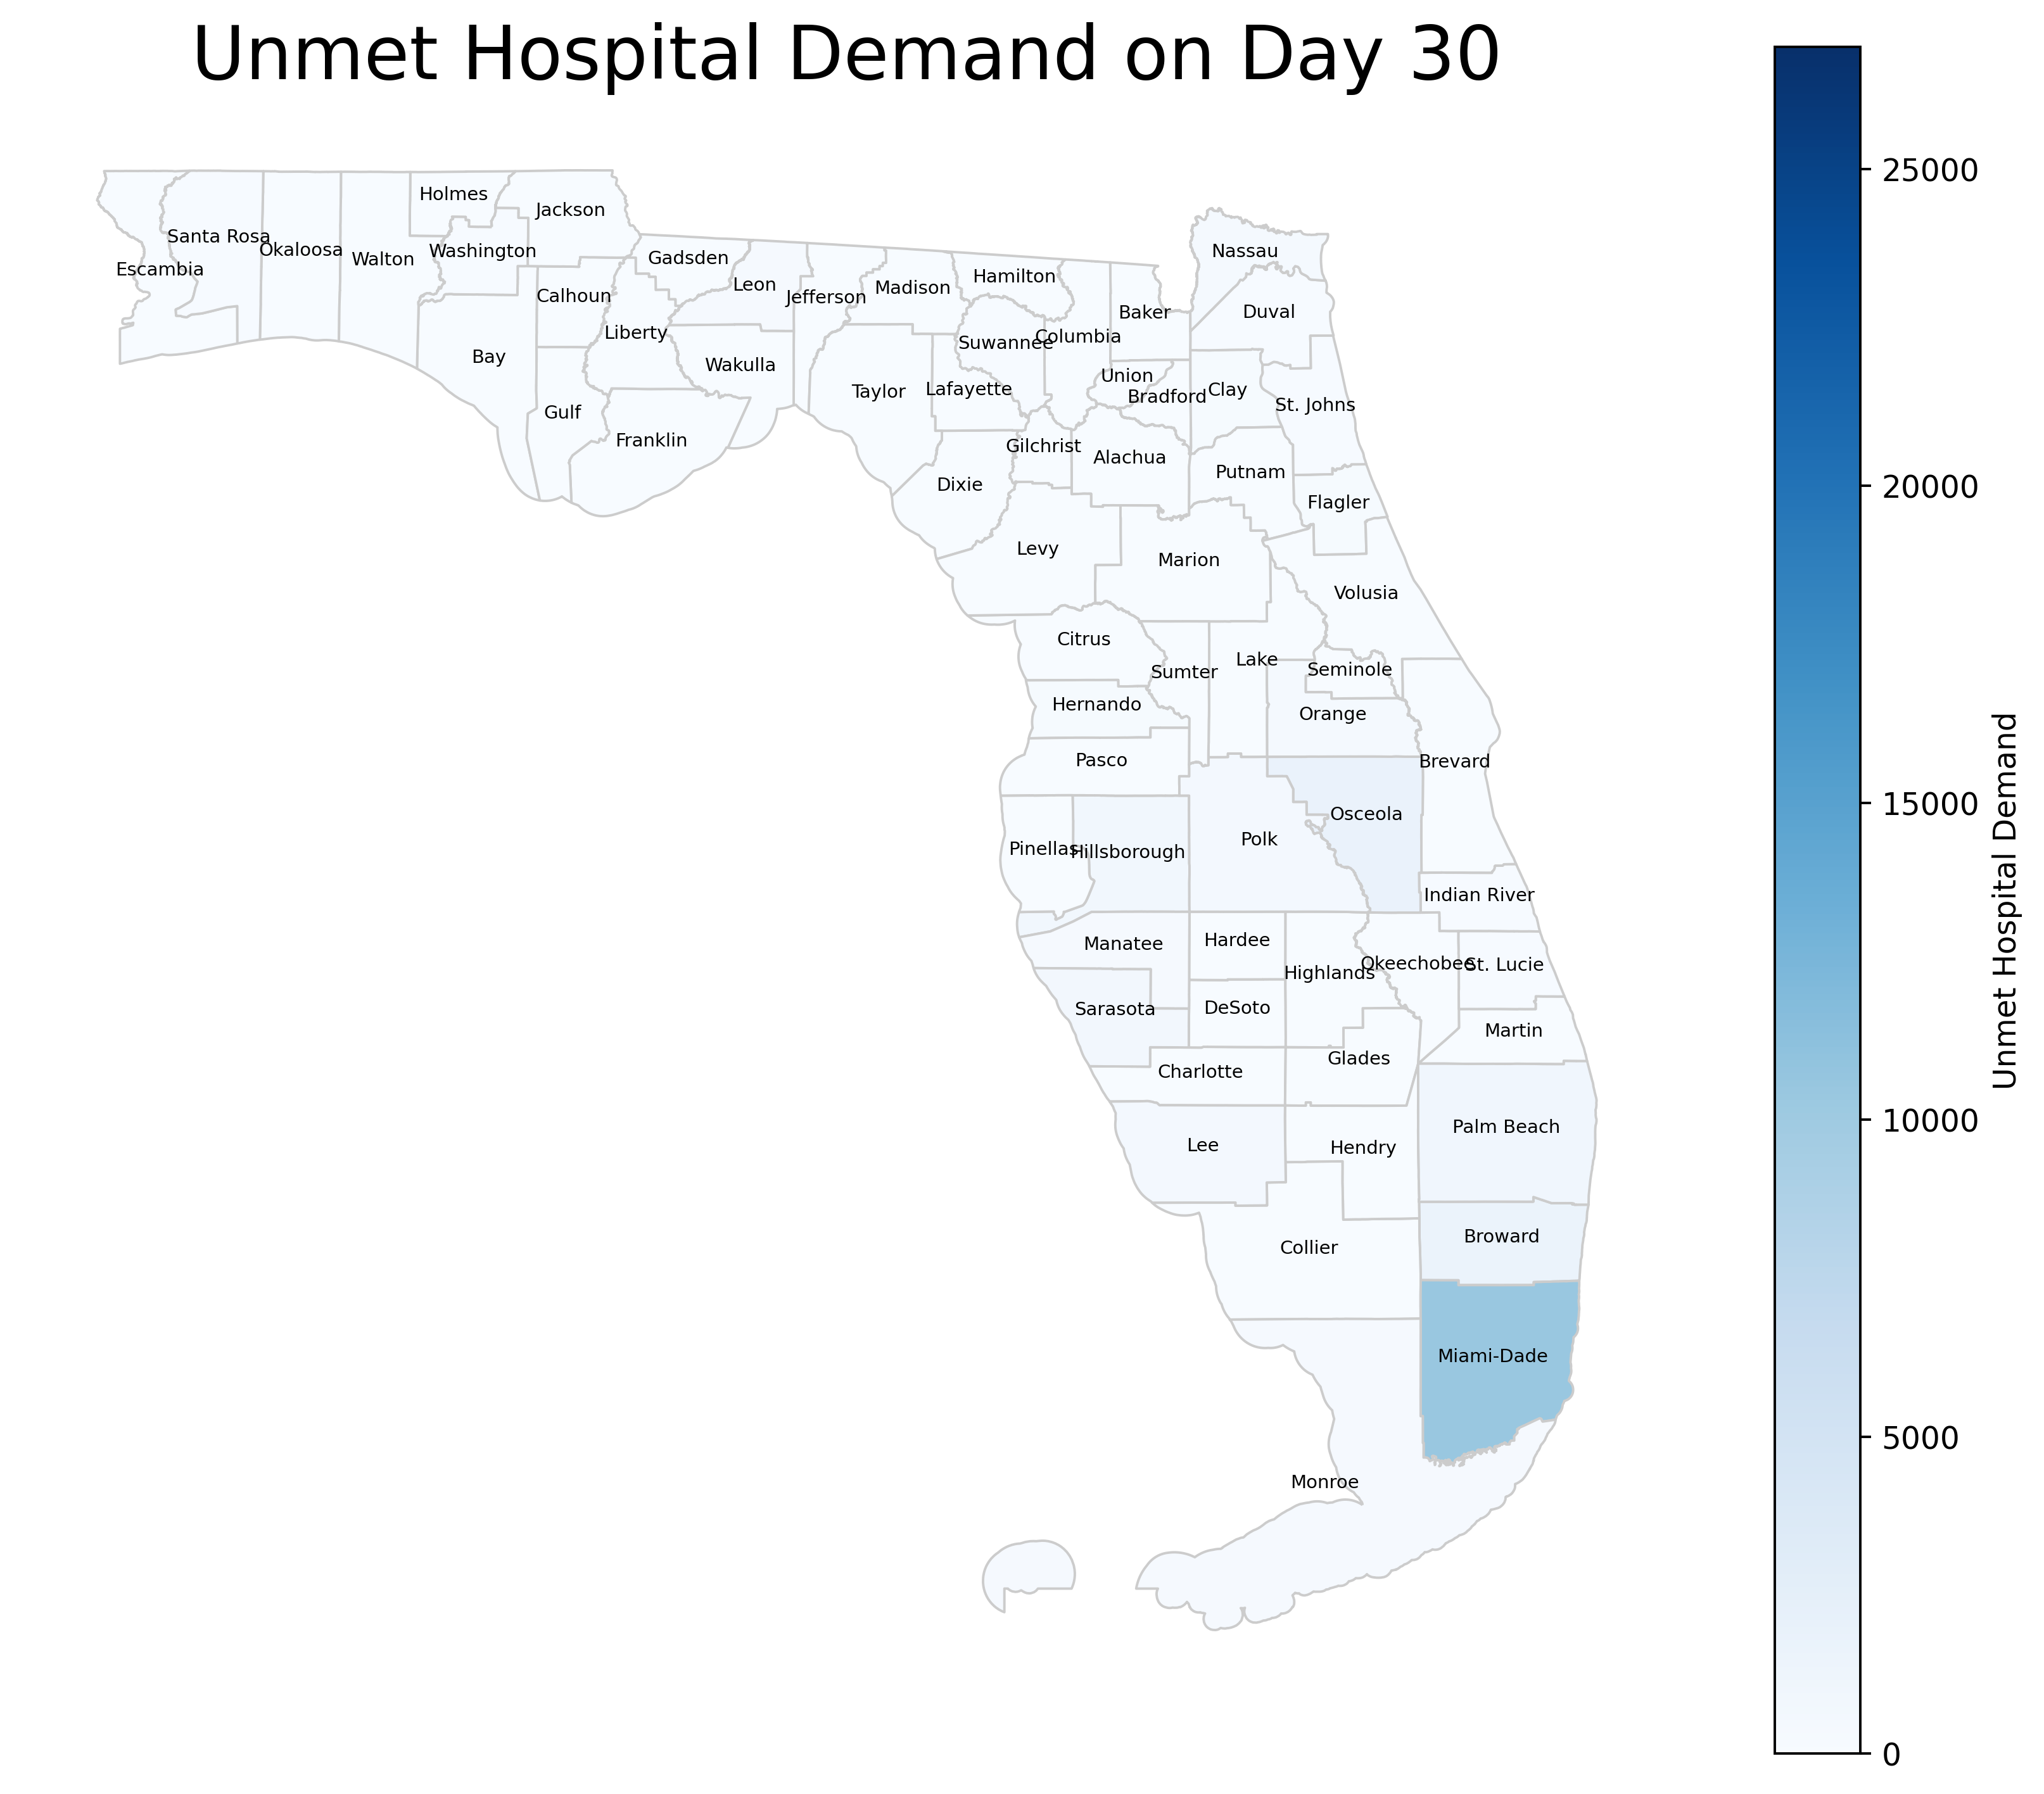 Unmet Hospital Demand on Day 30
Holmes
Jackson
Santa Rosa
Okaloosa
Walton
Washington
Escambia
Gadsden
Leon
Jefferson
Madison
Hamilton
Nassau
Calhoun
Baker
Duval
Liberty
Suwannee
Columbia
Bay
Wakulla
Union
Taylor
Lafayette
Bradford
Clay
St. Johns
Gulf
Franklin
Gilchrist
Alachua
Putnam
Dixie
Flagler
Levy
Marion
Volusia
Citrus
Sumter
Lake
Seminole
Hernando
Orange
Pasco
Brevard
Osceola
Pinellas
Hillsborough
Polk
Indian River
Manatee
Hardee
Highlands
Okeechobee
St. Lucie
Sarasota
DeSoto
Martin
Charlotte
Glades
Lee
Hendry
Palm Beach
Collier
Broward
Miami-Dade
Monroe
25000
20000
15000
10000
5000
0
Unmet Hospital Demand